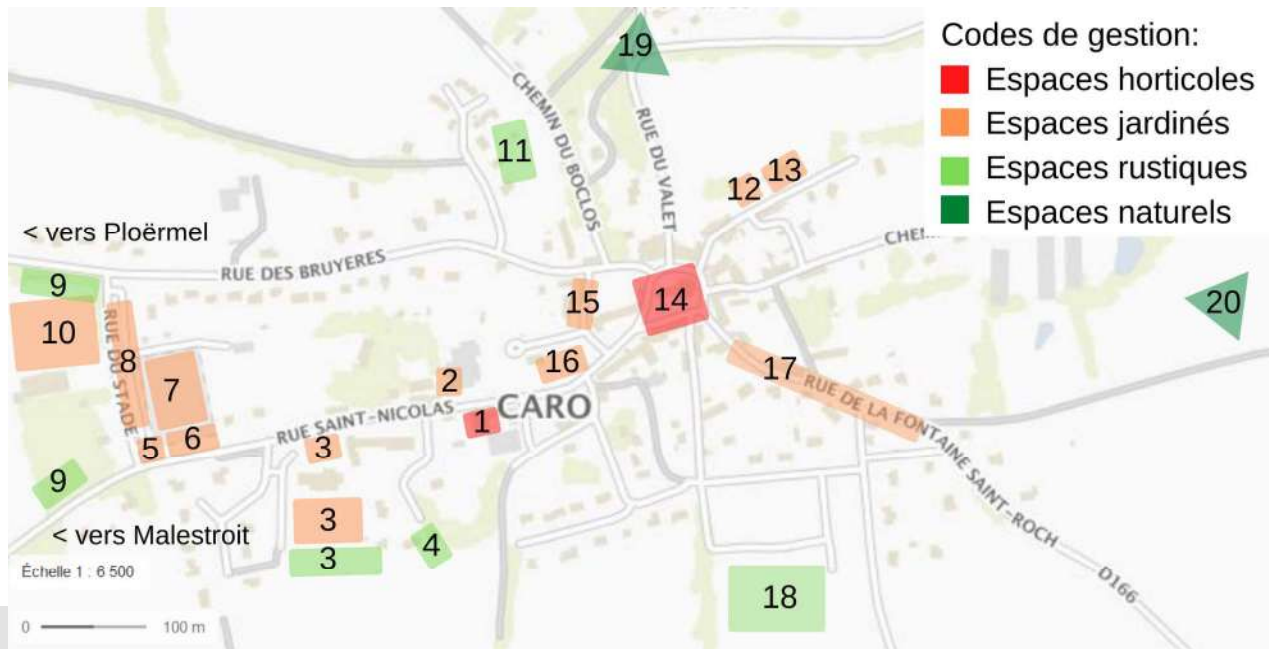 Codes de gestion:
Espaces horticoles
Espaces jardinés
Espaces rustiques
Espaces naturels
19
CHEMIN DU BOCLOS
RUE DU VALET
11
12
13
< vers Ploërmel
RUE DES BRUYERES
9
10
RUE DU STADE
8
7
15
14
20
16
17
2
RUE SAINT-NICOLAS
CARO
1
RUE DE LA FONTAINE SAINT-ROCH
5
6
3
9
3
4
3
< vers Malestroit
Échelle 1 : 6 500
18
D166
0
100 m